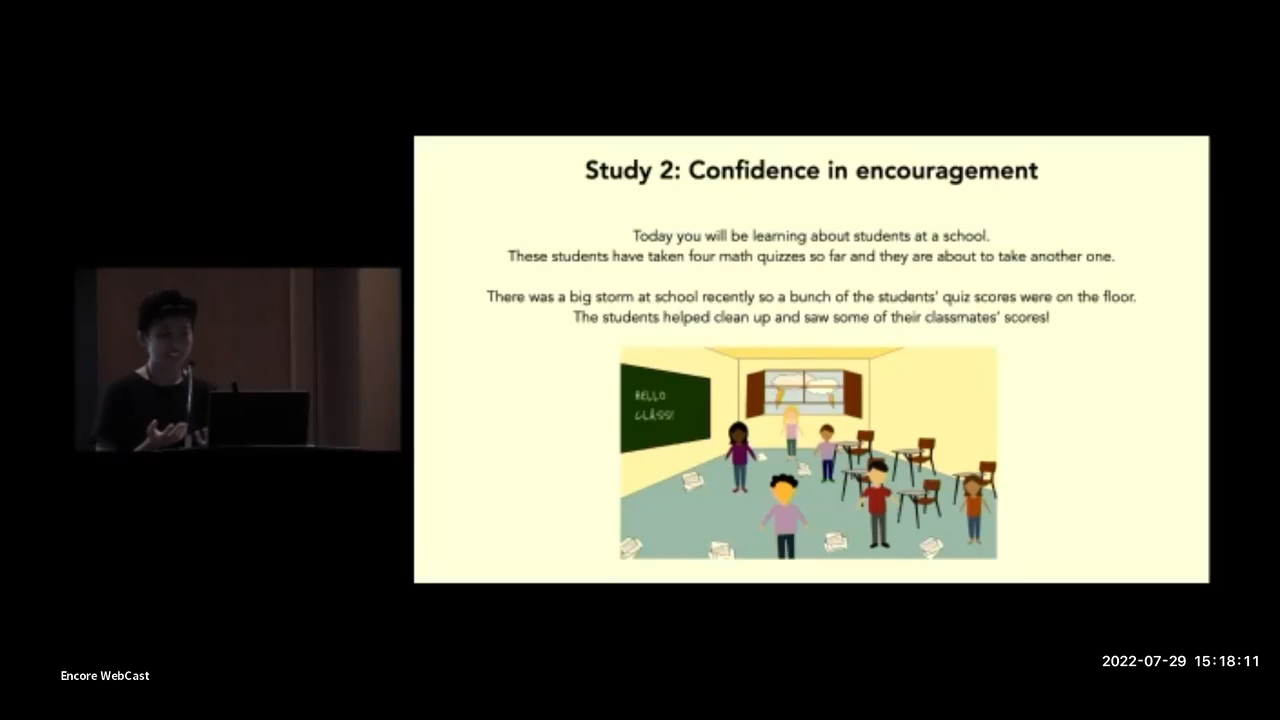 Study 2: Confidence in encouragement
Today you will be learning about students at a school.
These students have taken four math quizzes so far and they are about to take another one.
There was a big storm at school recently so a bunch of the students' quiz scores were on the floor.
The students helped clean up and saw some of their classmates' scores!
HELLO
CLASS!
2022-07-29 15:18:11
Encore WebCast